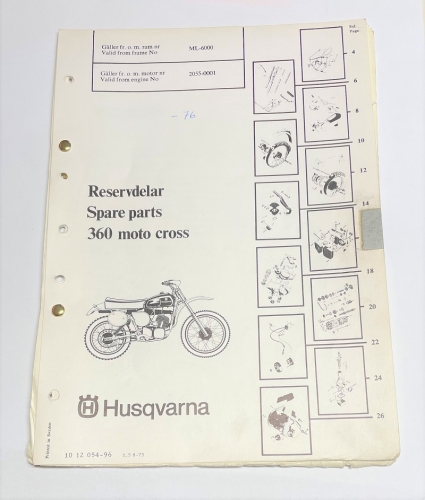 Gäller fr. o. m. ram nr
Valid from frame No
ML-6000
Gäller fr. o. m. motor nr
Valid from engine No
2035-0001
-76
Reservdelar
Spare parts
360 moto cross
Husqvarna
Printed in Sweden
10 12 054-96
Sid.
Page
4
6
8
10
12
14
18
20
22
24
26